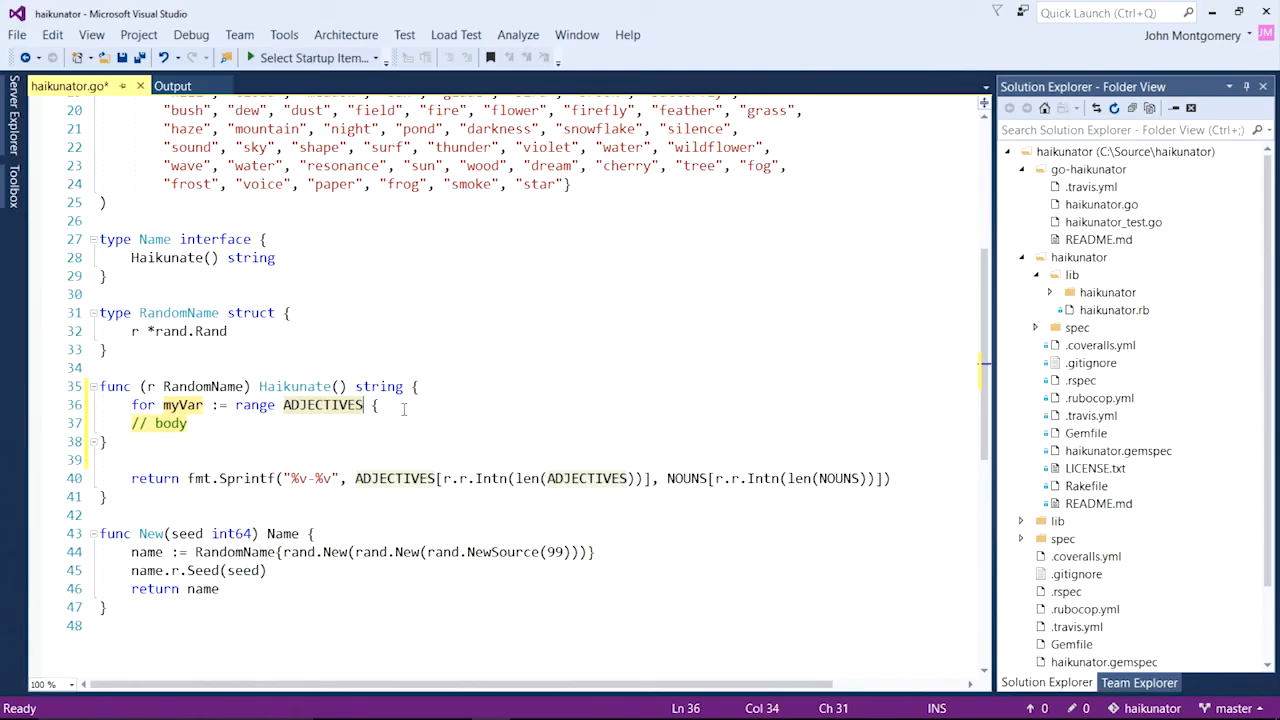 haikunator - Microsoft Visual Studio
Quick Launch (Ctrl+Q)
File Edit View Project Debug Team Tools Architecture Test Load Test Analyze Window Help
John Montgomery JM
Select Startup Item...
haikunator.go* Output
Server Explorer
Toolbox
20 "bush", "dew", "dust", "field", "fire", "flower", "firefly", "feather", "grass",
21 "haze", "mountain", "night", "pond", "darkness", "snowflake", "silence",
22 "sound", "sky", "shape", "surf", "thunder", "violet", "water", "wildflower",
23 "wave", "water", "resonance", "sun", "wood", "dream", "cherry", "tree", "fog",
24 "frost", "voice", "paper", "frog", "smoke", "star"}
25 )
26
27 type Name interface {
28 Haikunate() string
29 }
30
31 type RandomName struct {
32 r *rand.Rand
33 }
34
35 func (r RandomName) Haikunate() string {
36 for myVar := range ADJECTIVES {
37 // body
38 }
39
40 return fmt.Sprintf("%v-%v", ADJECTIVES[r.r.Intn(len(ADJECTIVES))], NOUNS[r.r.Intn(len(NOUNS))])
41 }
42
43 func New(seed int64) Name {
44 name := RandomName{rand.New(rand.New(rand.NewSource(99)))}
45 name.r.Seed(seed)
46 return name
47 }
48
100 %
Solution Explorer - Folder View
Search Solution Explorer - Folder View (Ctrl+;)
haikunator (C:\Source\haikunator)
go-haikunator
.travis.yml
haikunator.go
haikunator_test.go
README.md
haikunator
lib
haikunator
haikunator.rb
spec
.coveralls.yml
.gitignore
.rspec
.rubocop.yml
.travis.yml
Gemfile
haikunator.gemspec
LICENSE.txt
Rakefile
README.md
lib
spec
.coveralls.yml
.gitignore
.rspec
.rubocop.yml
.travis.yml
Gemfile
haikunator.gemspec
Solution Explorer Team Explorer
Ready Ln 36 Col 34 Ch 31 INS 0 0 haikunator master